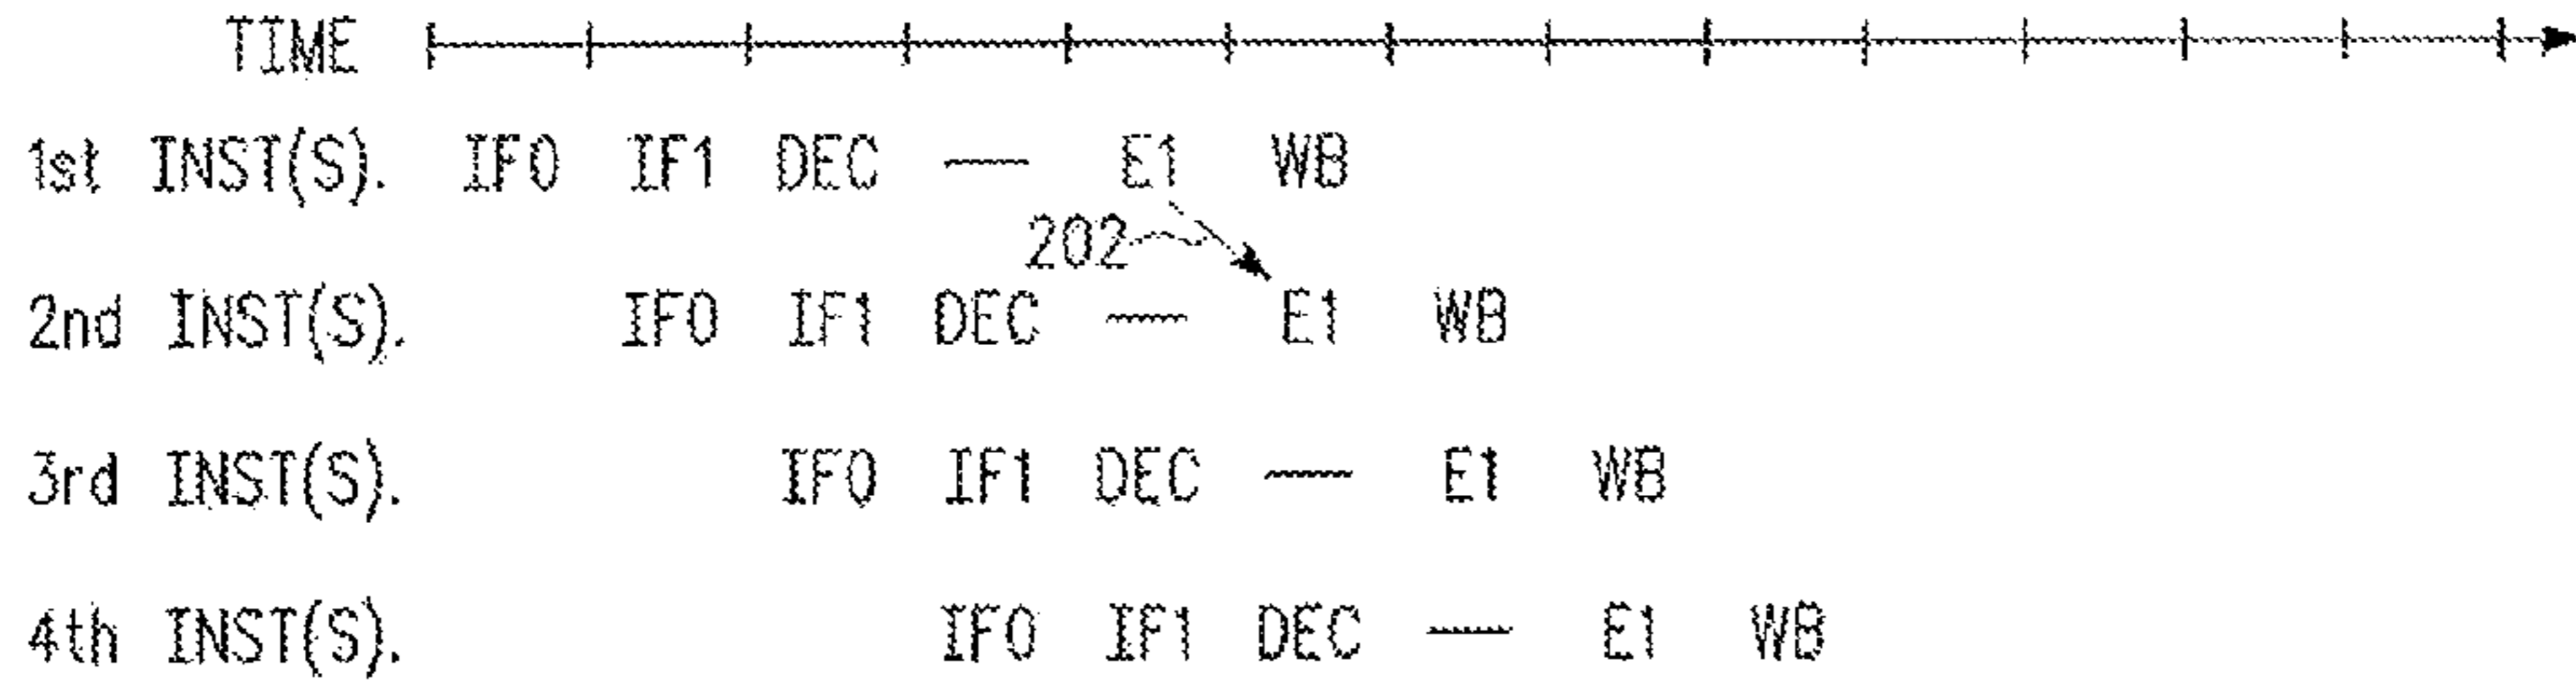 TIME
1st INST(S). IF0 IF1 DEC — E1 WB
202
2nd INST(S). IF0 IF1 DEC — E1 WB
3rd INST(S). IF0 IF1 DEC — E1 WB
4th INST(S). IF0 IF1 DEC — E1 WB